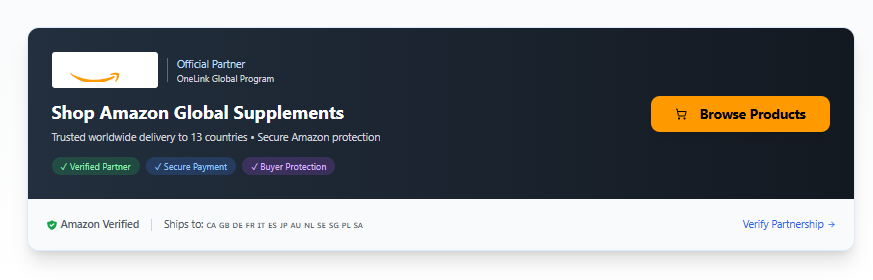 Official Partner
OneLink Global Program
Shop Amazon Global Supplements
Trusted worldwide delivery to 13 countries • Secure Amazon protection
✓ Verified Partner
✓ Secure Payment
✓ Buyer Protection
Browse Products
Amazon Verified
Ships to: CA GB DE FR IT ES JP AU NL SE SG PL SA
Verify Partnership →